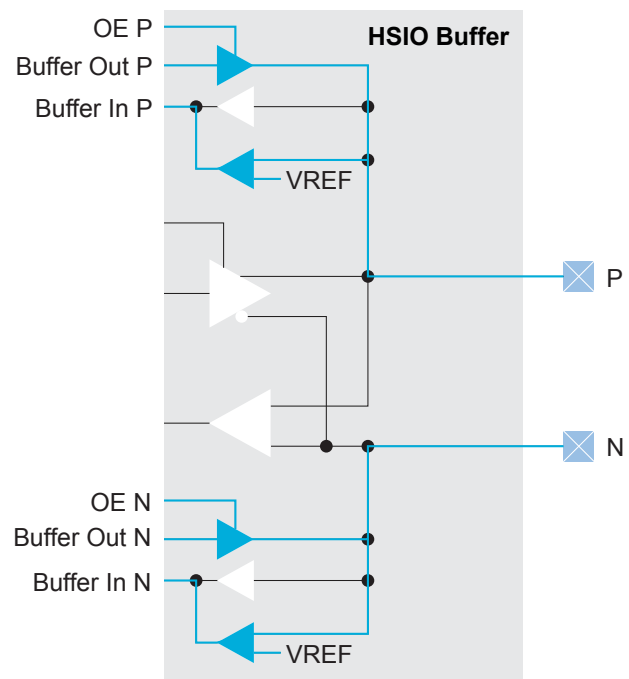 OE P
HSIO Buffer
Buffer Out P
Buffer In P
VREF
P
N
OE N
Buffer Out N
Buffer In N
VREF